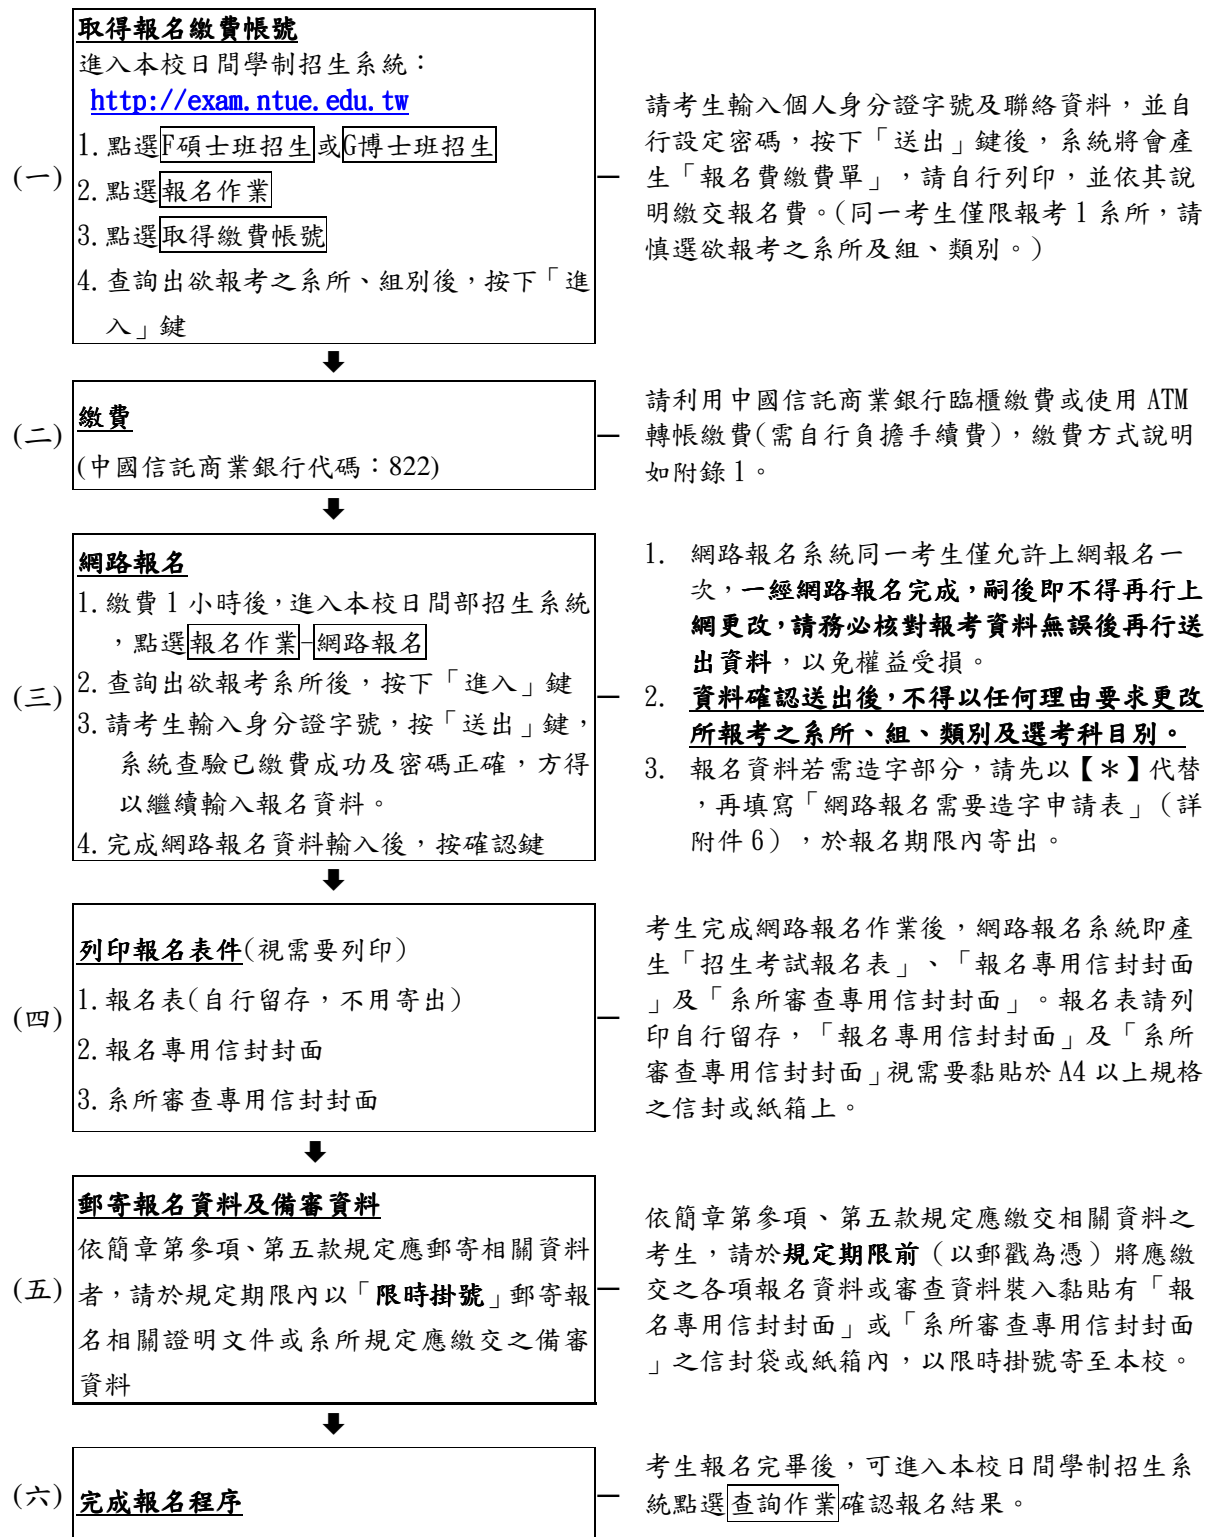 取得報名繳費帳號
進入本校日間學制招生系統：
http://exam.ntue.edu.tw
1.點選F碩士班招生或G博士班招生
(一)
2.點選報名作業
3.點選取得繳費帳號
4.查詢出欲報考之系所、組別後，按下「進
入」鍵
－
請考生輸入個人身分證字號及聯絡資料，並自
行設定密碼，按下「送出」鍵後，系統將會產
生「報名費繳費單」，請自行列印，並依其說
明繳交報名費。(同一考生僅限報考1系所，請
慎選欲報考之系所及組、類別。)
(二)
繳費
(中國信託商業銀行代碼：822)
－
請利用中國信託商業銀行臨櫃繳費或使用 ATM
轉帳繳費(需自行負擔手續費)，繳費方式說明
如附錄1。
(三)
網路報名
1.繳費1小時後，進入本校日間部招生系統
，點選報名作業-網路報名
2.查詢出欲報考系所後，按下「進入」鍵
3.請考生輸入身分證字號，按「送出」鍵，
系統查驗已繳費成功及密碼正確，方得
以繼續輸入報名資料。
4.完成網路報名資料輸入後，按確認鍵
－
1. 網路報名系統同一考生僅允許上網報名一
次，一經網路報名完成，嗣後即不得再行上
網更改，請務必核對報考資料無誤後再行送
出資料，以免權益受損。
2. 資料確認送出後，不得以任何理由要求更改
所報考之系所、組、類別及選考科目別。
3. 報名資料若需造字部分，請先以【＊】代替
，再填寫「網路報名需要造字申請表」（詳
附件6），於報名期限內寄出。
(四)
列印報名表件(視需要列印)
1.報名表(自行留存，不用寄出)
2.報名專用信封封面
3.系所審查專用信封封面
－
考生完成網路報名作業後，網路報名系統即產
生「招生考試報名表」、「報名專用信封封面
」及「系所審查專用信封封面」。報名表請列
印自行留存，「報名專用信封封面」及「系所
審查專用信封封面」視需要黏貼於 A4 以上規格
之信封或紙箱上。
(五)
郵寄報名資料及備審資料
依簡章第參項、第五款規定應郵寄相關資料
者，請於規定期限內以「限時掛號」郵寄報
名相關證明文件或系所規定應繳交之備審
資料
－
依簡章第參項、第五款規定應繳交相關資料之
考生，請於規定期限前（以郵戳為憑）將應繳
交之各項報名資料或審查資料裝入黏貼有「報
名專用信封封面」或「系所審查專用信封封面
」之信封袋或紙箱內，以限時掛號寄至本校。
(六)
完成報名程序
－
考生報名完畢後，可進入本校日間學制招生系
統點選查詢作業確認報名結果。